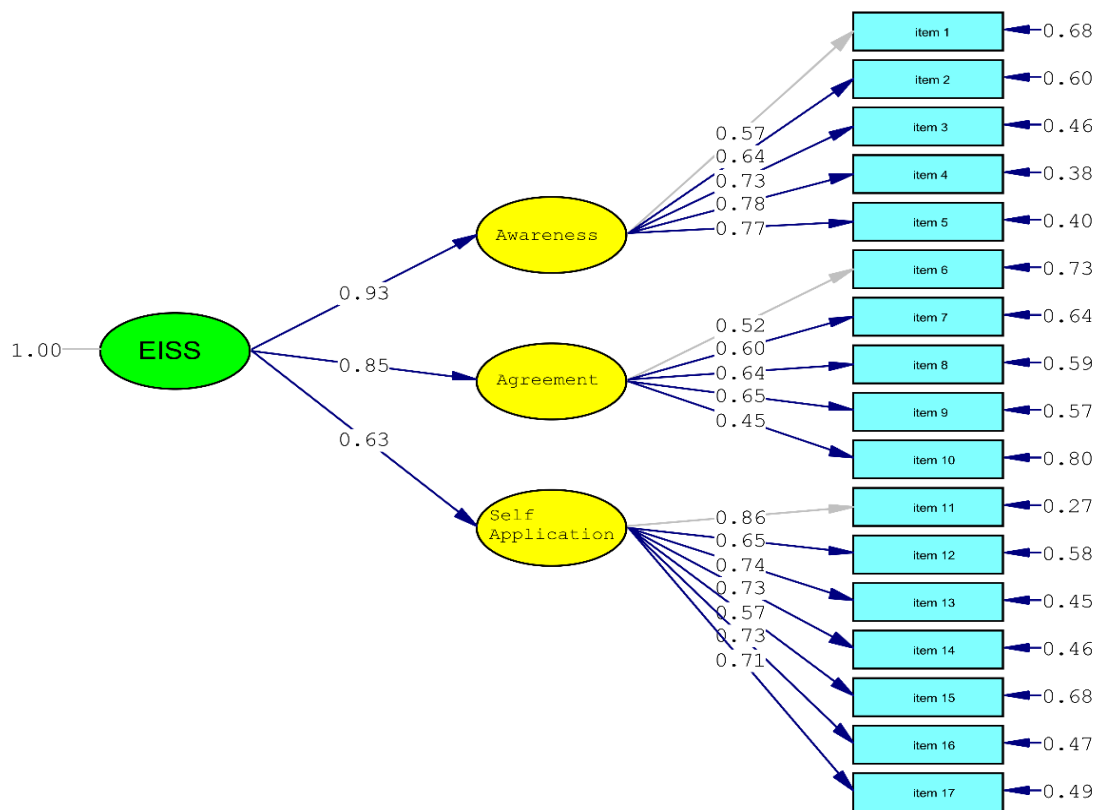 1.00
EISS
0.93
0.85
0.63
Awareness
Agreement
Self
Application
0.57
0.64
0.73
0.78
0.77
0.52
0.60
0.64
0.65
0.45
0.86
0.65
0.74
0.73
0.57
0.73
0.71
item 1
0.68
item 2
0.60
item 3
0.46
item 4
0.38
item 5
0.40
item 6
0.73
item 7
0.64
item 8
0.59
item 9
0.57
item 10
0.80
item 11
0.27
item 12
0.58
item 13
0.45
item 14
0.46
item 15
0.68
item 16
0.47
item 17
0.49